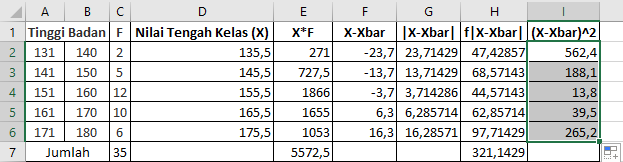 A B C D E F G H I
1 Tinggi Badan F Nilai Tengah Kelas (X) X*F X-Xbar |X-Xbar| f|X-Xbar| (X-Xbar)^2
2 131 140 2 135,5 271 -23,7 23,71429 47,42857 562,4
3 141 150 5 145,5 727,5 -13,7 13,71429 68,57143 188,1
4 151 160 12 155,5 1866 -3,7 3,714286 44,57143 13,8
5 161 170 10 165,5 1655 6,3 6,285714 62,85714 39,5
6 171 180 6 175,5 1053 16,3 16,28571 97,71429 265,2
7 Jumlah 35 5572,5 321,1429